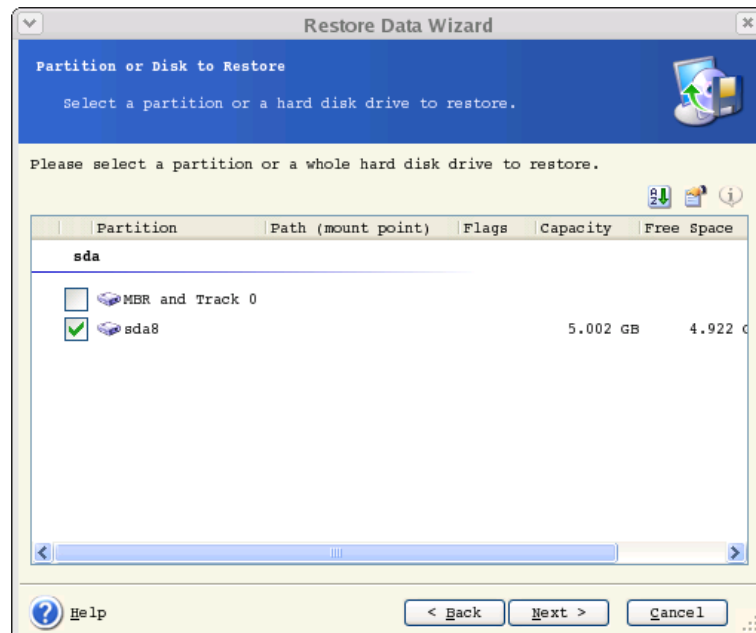 Restore Data Wizard
Partition or Disk to Restore
Select a partition or a hard disk drive to restore.
Please select a partition or a whole hard disk drive to restore.
Partition Path (mount point) Flags Capacity Free Space
sda
MBR and Track 0
sda8 5.002 GB 4.922
Help < Back Next > Cancel